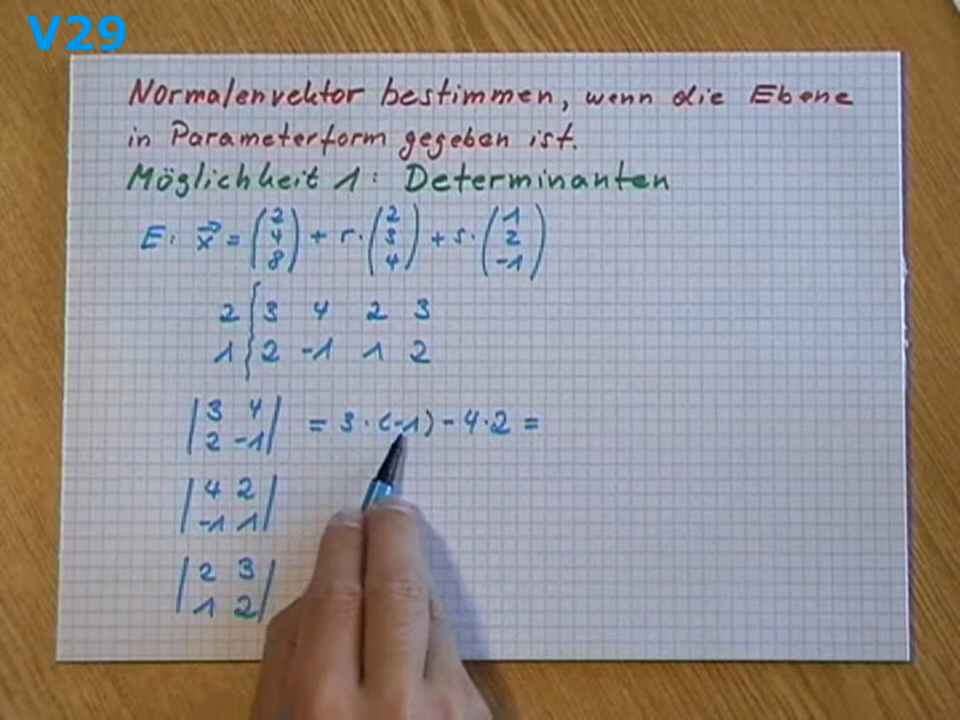 V29
Normalenvektor bestimmen, wenn die Ebene
in Parameterform gegeben ist.
Möglichkeit 1: Determinanten
E: x⃗ = (2 4 8) + r · (2 3 4) + s · (1 2 -1)
2 3 4 2 3
1 2 -1 1 2
|3 4|
|2 -1| = 3 · (-1) - 4 · 2 =
|4 2|
|-1 1|
|2 3|
|1 2|